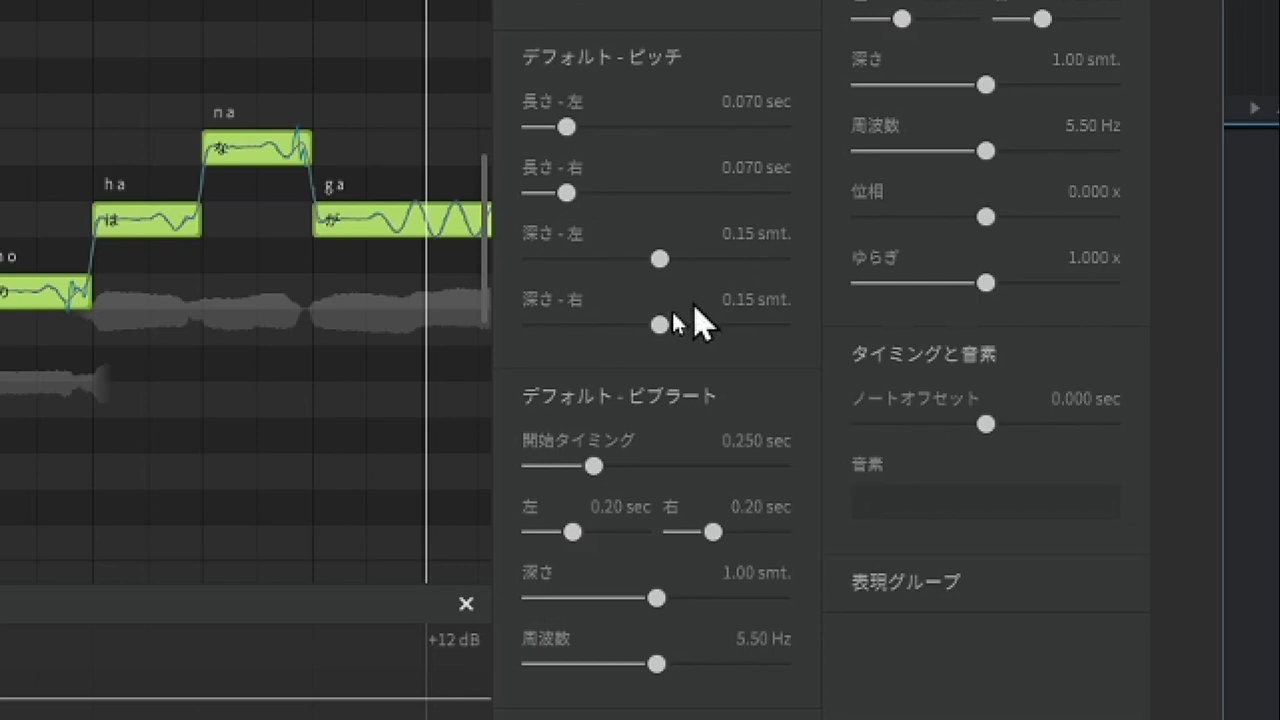 na
な
ha
は
ga
が
デフォルト - ピッチ
長さ - 左 0.070 sec
長さ - 右 0.070 sec
深さ - 左 0.15 smt.
深さ - 右 0.15 smt.
デフォルト - ビブラート
開始タイミング 0.250 sec
左 0.20 sec 右 0.20 sec
深さ 1.00 smt.
周波数 5.50 Hz
+12 dB
深さ 1.00 smt.
周波数 5.50 Hz
位相 0.000 x
ゆらぎ 1.000 x
タイミングと音素
ノートオフセット 0.000 sec
音素
表現グループ